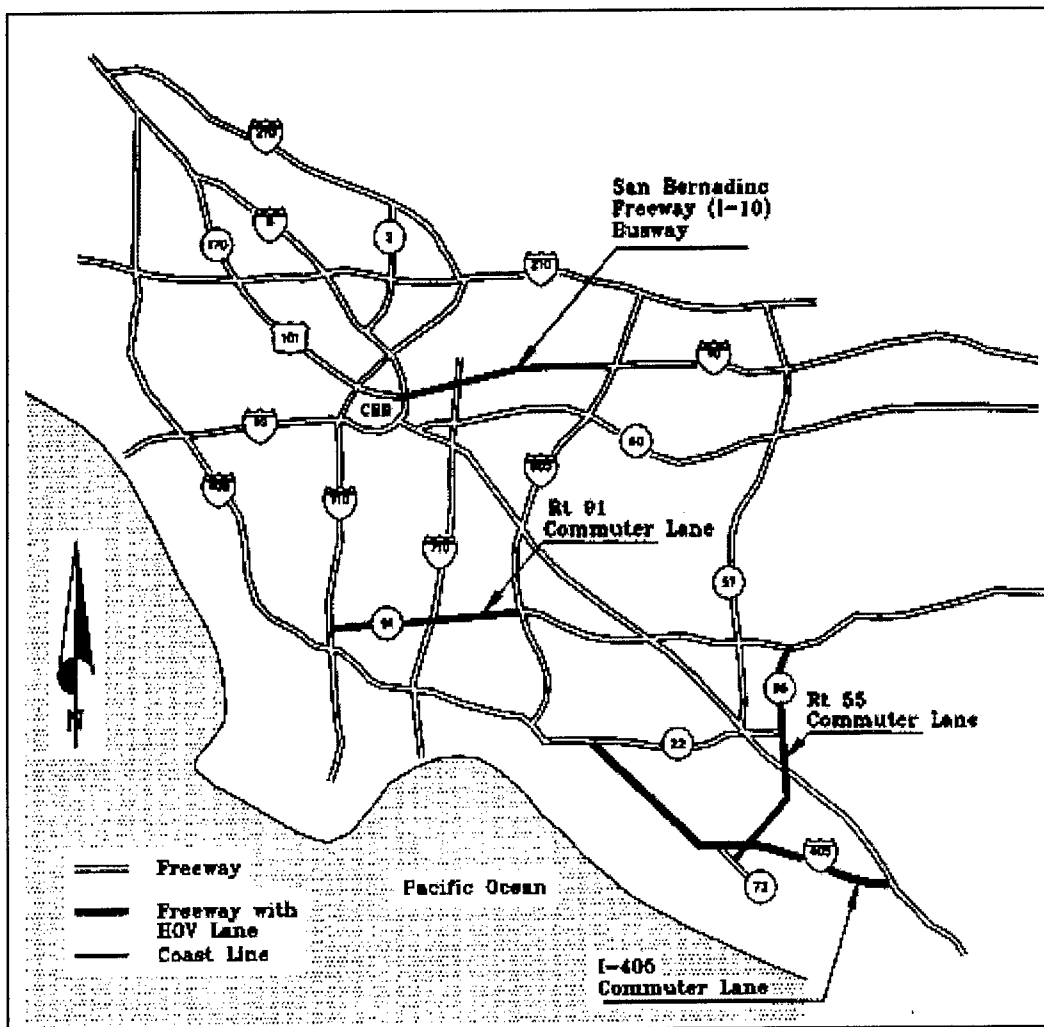 210
5
2
170
210
San Bernadino
Freeway (I-10)
Busway
101
10
CBD
60
605
110
710
Rt 91
Commuter Lane
91
57
Rt 55
Commuter Lane
22
405
73
Freeway
Freeway with
HOV Lane
Coast Line
Pacific Ocean
N
I-405
Commuter Lane